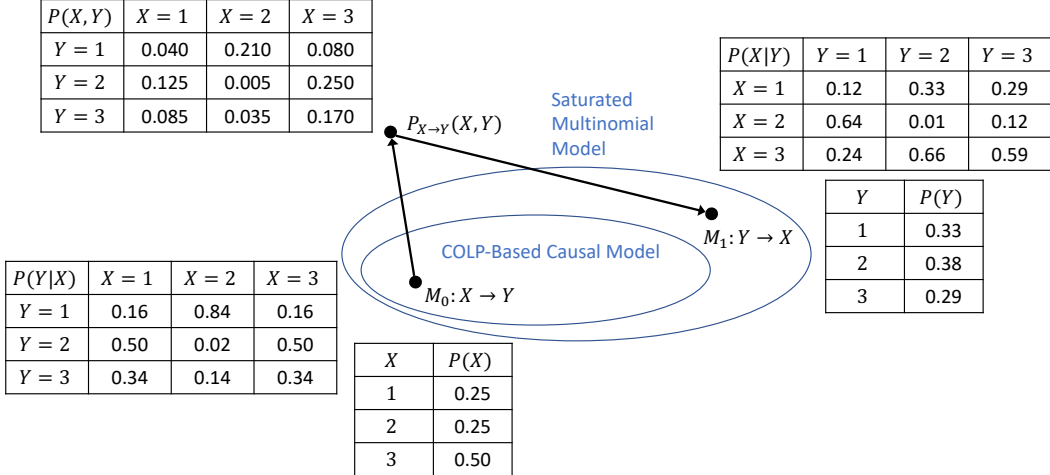 P(X,Y) X = 1 X = 2 X = 3
Y = 1 0.040 0.210 0.080
Y = 2 0.125 0.005 0.250
Y = 3 0.085 0.035 0.170
P(X|Y) Y = 1 Y = 2 Y = 3
X = 1 0.12 0.33 0.29
X = 2 0.64 0.01 0.12
X = 3 0.24 0.66 0.59
Saturated
Multinomial
Model
P_{X→Y}(X,Y)
Y P(Y)
1 0.33
2 0.38
3 0.29
M₁: Y → X
COLP-Based Causal Model
M₀: X → Y
P(Y|X) X = 1 X = 2 X = 3
Y = 1 0.16 0.84 0.16
Y = 2 0.50 0.02 0.50
Y = 3 0.34 0.14 0.34
X P(X)
1 0.25
2 0.25
3 0.50